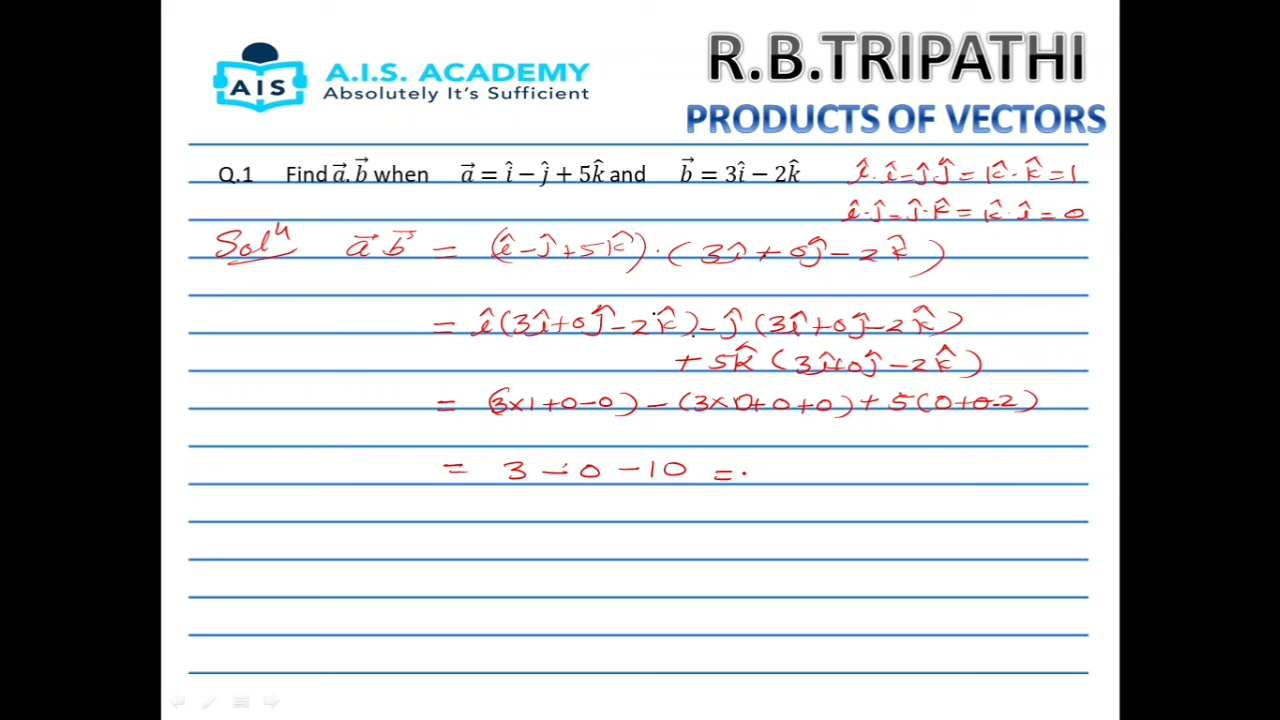 A.I.S. ACADEMY
Absolutely It's Sufficient
AIS
R.B.TRIPATHI
PRODUCTS OF VECTORS
Q.1 Find a⃗.b⃗ when a⃗ = î − ĵ + 5k̂ and b⃗ = 3î − 2k̂
î·î = ĵ·ĵ = k̂·k̂ = 1
î·ĵ = ĵ·k̂ = k̂·î = 0
Solⁿ a⃗.b⃗ = (î − ĵ + 5k̂)·(3î + 0ĵ − 2k̂)
= î(3î + 0ĵ − 2k̂) − ĵ(3î + 0ĵ − 2k̂)
+ 5k̂(3î + 0ĵ − 2k̂)
= (3×1+0−0) − (3×0+0+0) + 5(0+0−2)
= 3 − 0 − 10 =